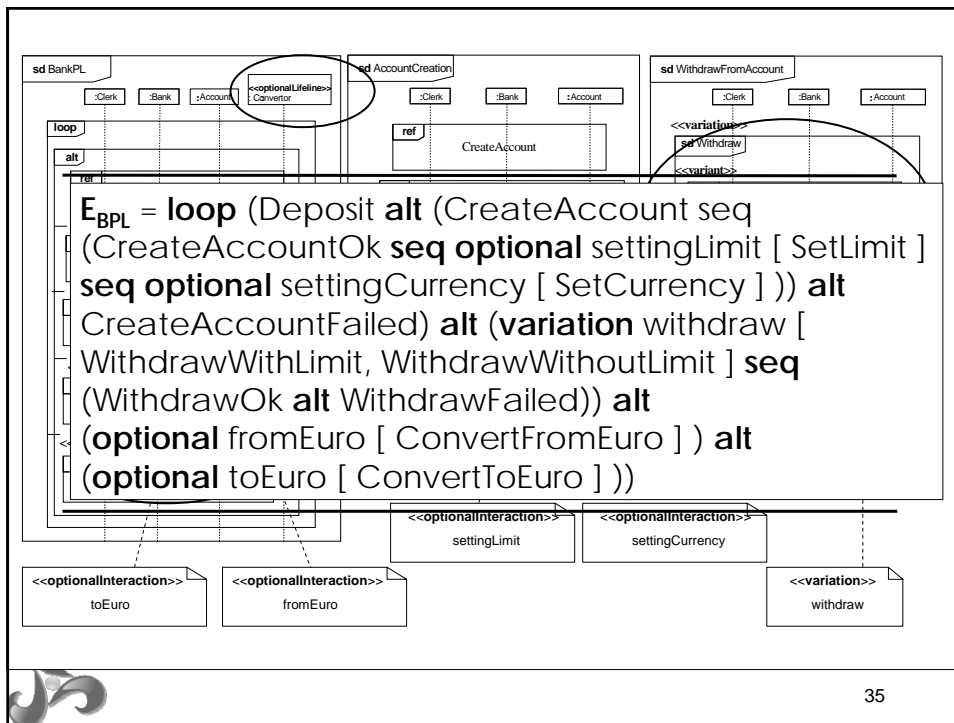 sd BankPL
sd AccountCreation
sd WithdrawFromAccount
<<optionalLifeline>>
: Convertor
:Clerk :Bank :Account
:Clerk :Bank :Account
:Clerk :Bank :Account
loop
alt
ref
ref
CreateAccount
<<variation>>
sd Withdraw
<<variant>>
E_BPL = loop (Deposit alt (CreateAccount seq
(CreateAccountOk seq optional settingLimit [ SetLimit ]
seq optional settingCurrency [ SetCurrency ] )) alt
CreateAccountFailed) alt (variation withdraw [
WithdrawWithLimit, WithdrawWithoutLimit ] seq
(WithdrawOk alt WithdrawFailed)) alt
(optional fromEuro [ ConvertFromEuro ] ) alt
(optional toEuro [ ConvertToEuro ] ))
<<optionalInteraction>>
settingLimit
<<optionalInteraction>>
settingCurrency
<<optionalInteraction>>
toEuro
<<optionalInteraction>>
fromEuro
<<variation>>
withdraw
35